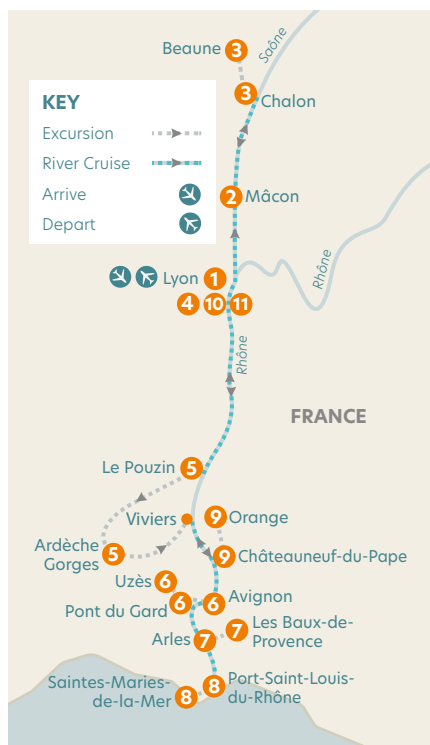 Beaune
3
Saône
3
Chalon
KEY
Excursion
River Cruise
Arrive
Depart
2
Mâcon
Lyon
1
4
10
11
Rhône
Rhône
FRANCE
Le Pouzin
5
Viviers
9
Orange
Ardèche
Gorges
5
9
Châteauneuf-du-Pape
Uzès
6
Pont du Gard
6
6
Avignon
Arles
7
7
Les Baux-de-
Provence
Saintes-Maries-
de-la-Mer
8
8
Port-Saint-Louis-
du-Rhône